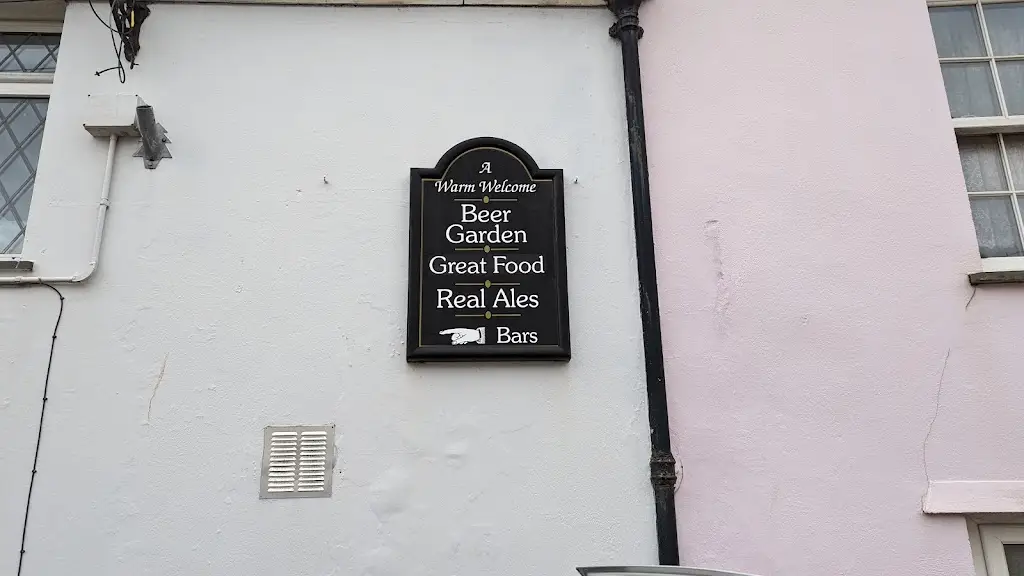 A
Warm Welcome
Beer
Garden
Great Food
Real Ales
Bars